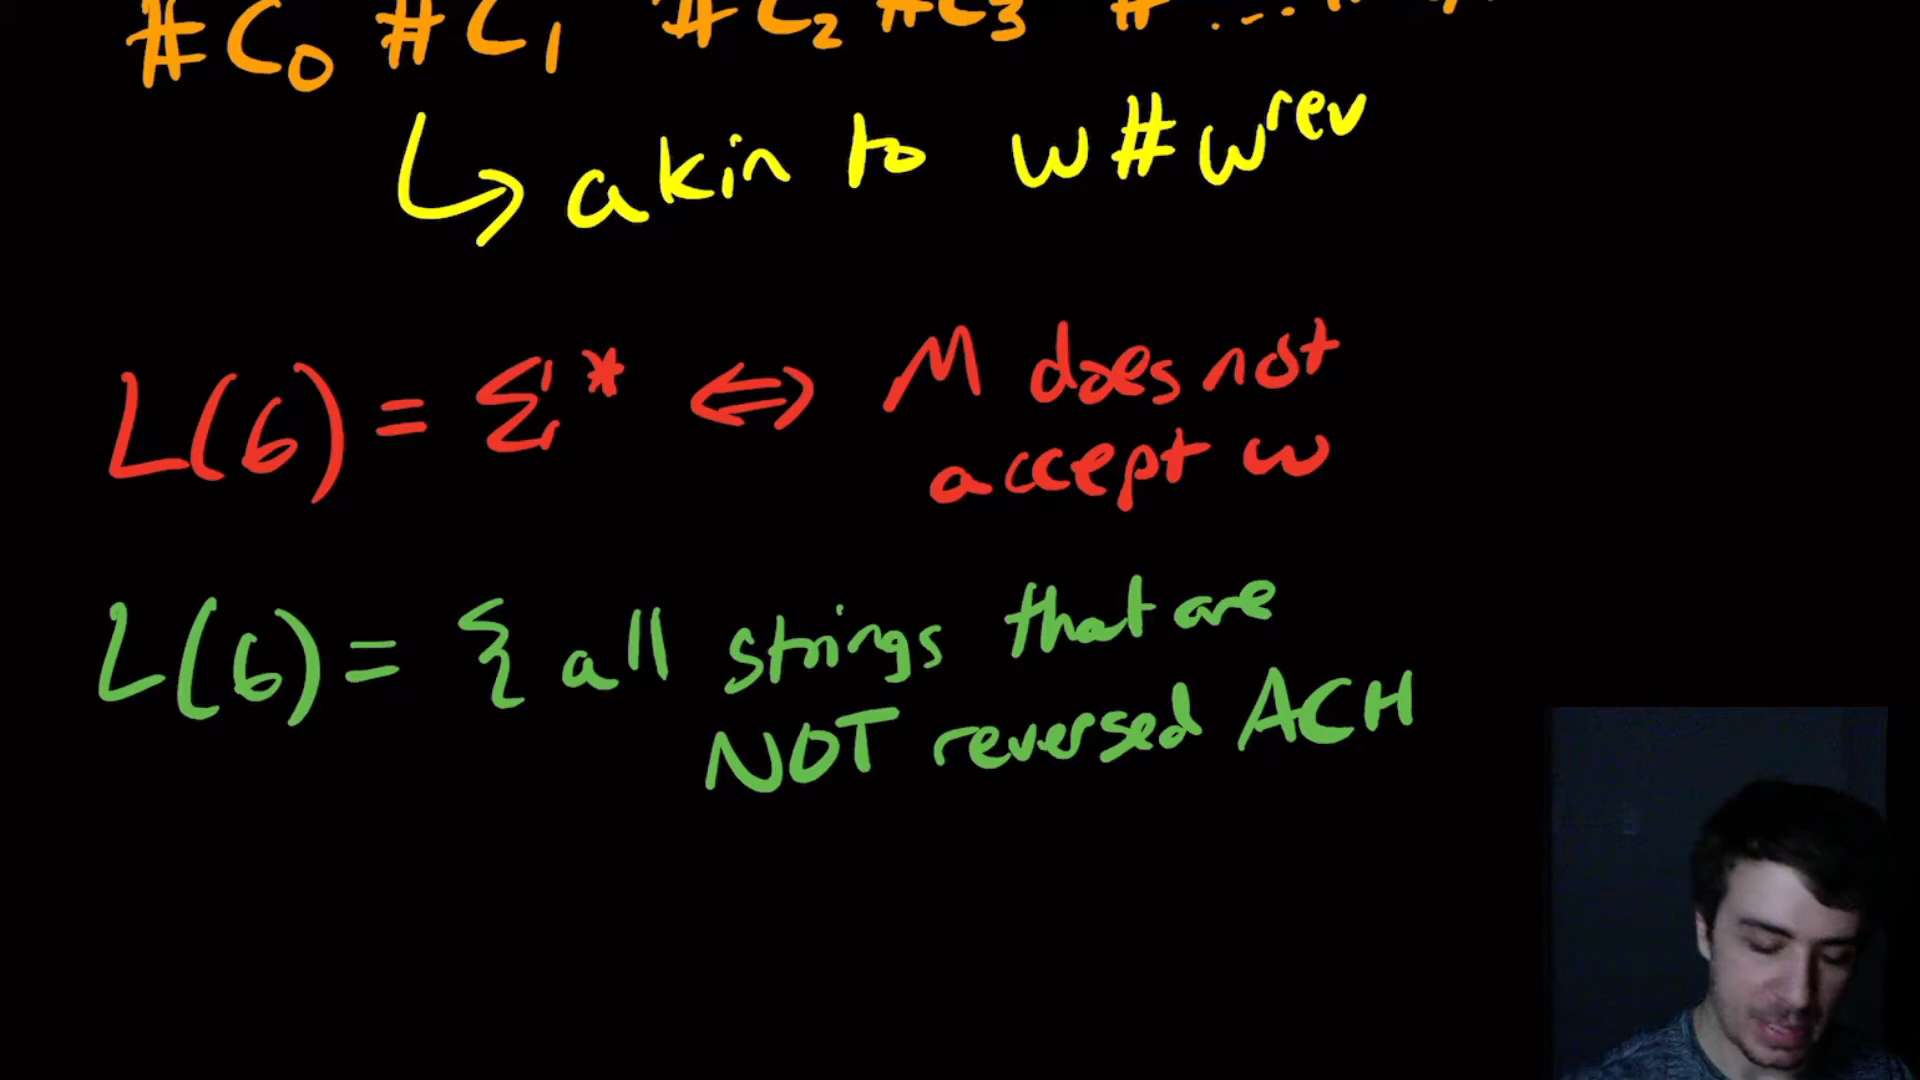 #C₀ #C₁ #C₂ #C₃ # ...
↳ akin to w#w^rev
L(G) = Σ* ⇔ M does not
accept w
L(G) = { all strings that are
NOT reversed ACH